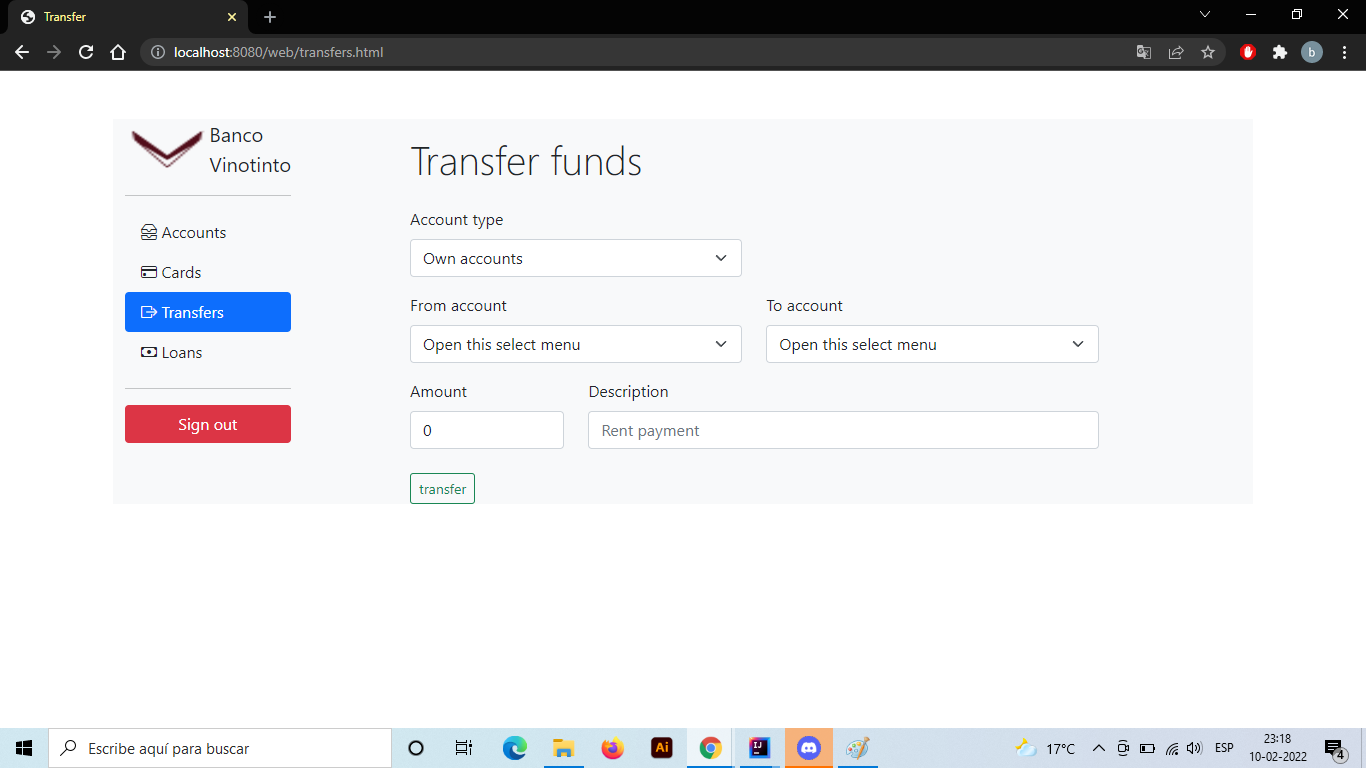 Transfer
localhost:8080/web/transfers.html
b
Banco
Vinotinto
Transfer funds
Account type
Own accounts
Accounts
Cards
Transfers
Loans
Sign out
From account
To account
Open this select menu
Open this select menu
Amount
Description
0
Rent payment
transfer
Escribe aquí para buscar
Ai
IJ
17°C
ESP
23:18
10-02-2022
4